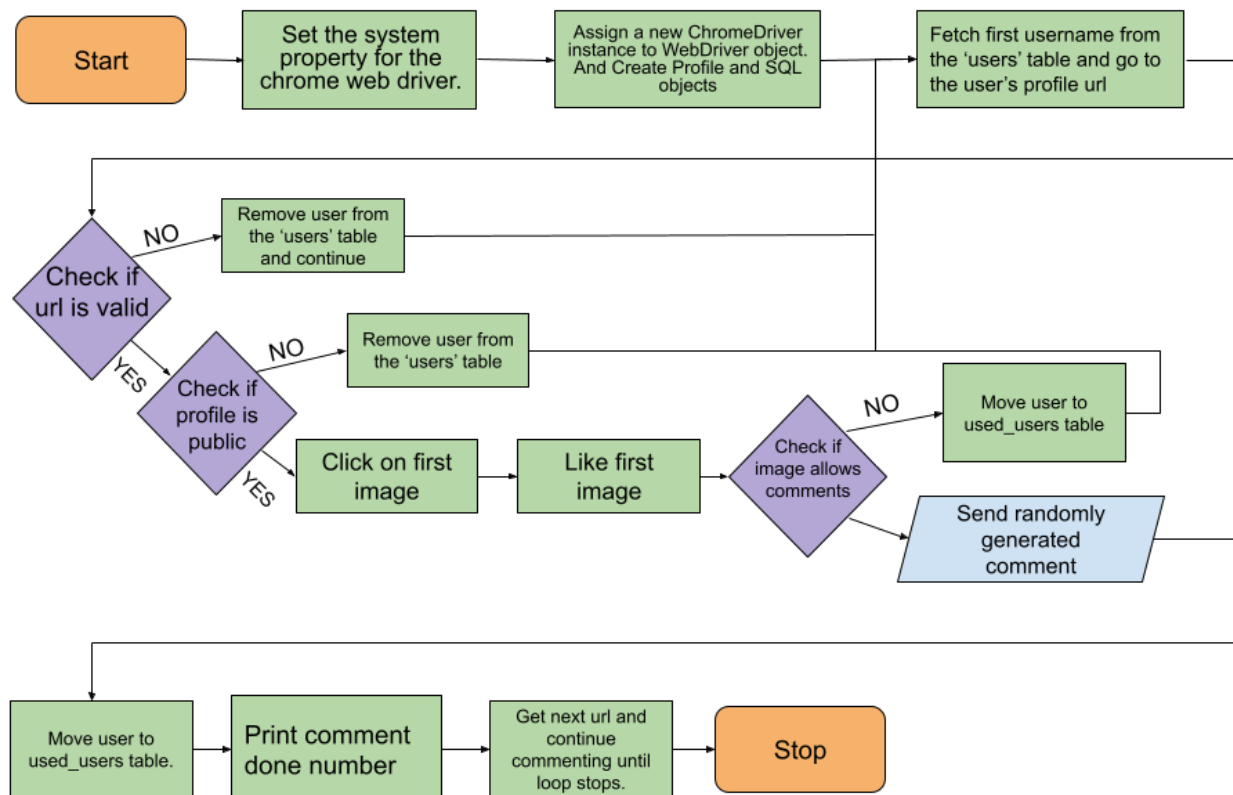 Start
Set the system
property for the
chrome web driver.
Assign a new ChromeDriver
instance to WebDriver object.
And Create Profile and SQL
objects
Fetch first username from
the ‘users’ table and go to
the user’s profile url
Check if
url is valid
NO
Remove user from
the ‘users’ table
and continue
YES
Check if
profile is
public
NO
Remove user from
the ‘users’ table
YES
Click on first
image
Like first
image
Check if
image allows
comments
NO
Move user to
used_users table
Send randomly
generated
comment
Move user to
used_users table.
Print comment
done number
Get next url and
continue
commenting until
loop stops.
Stop